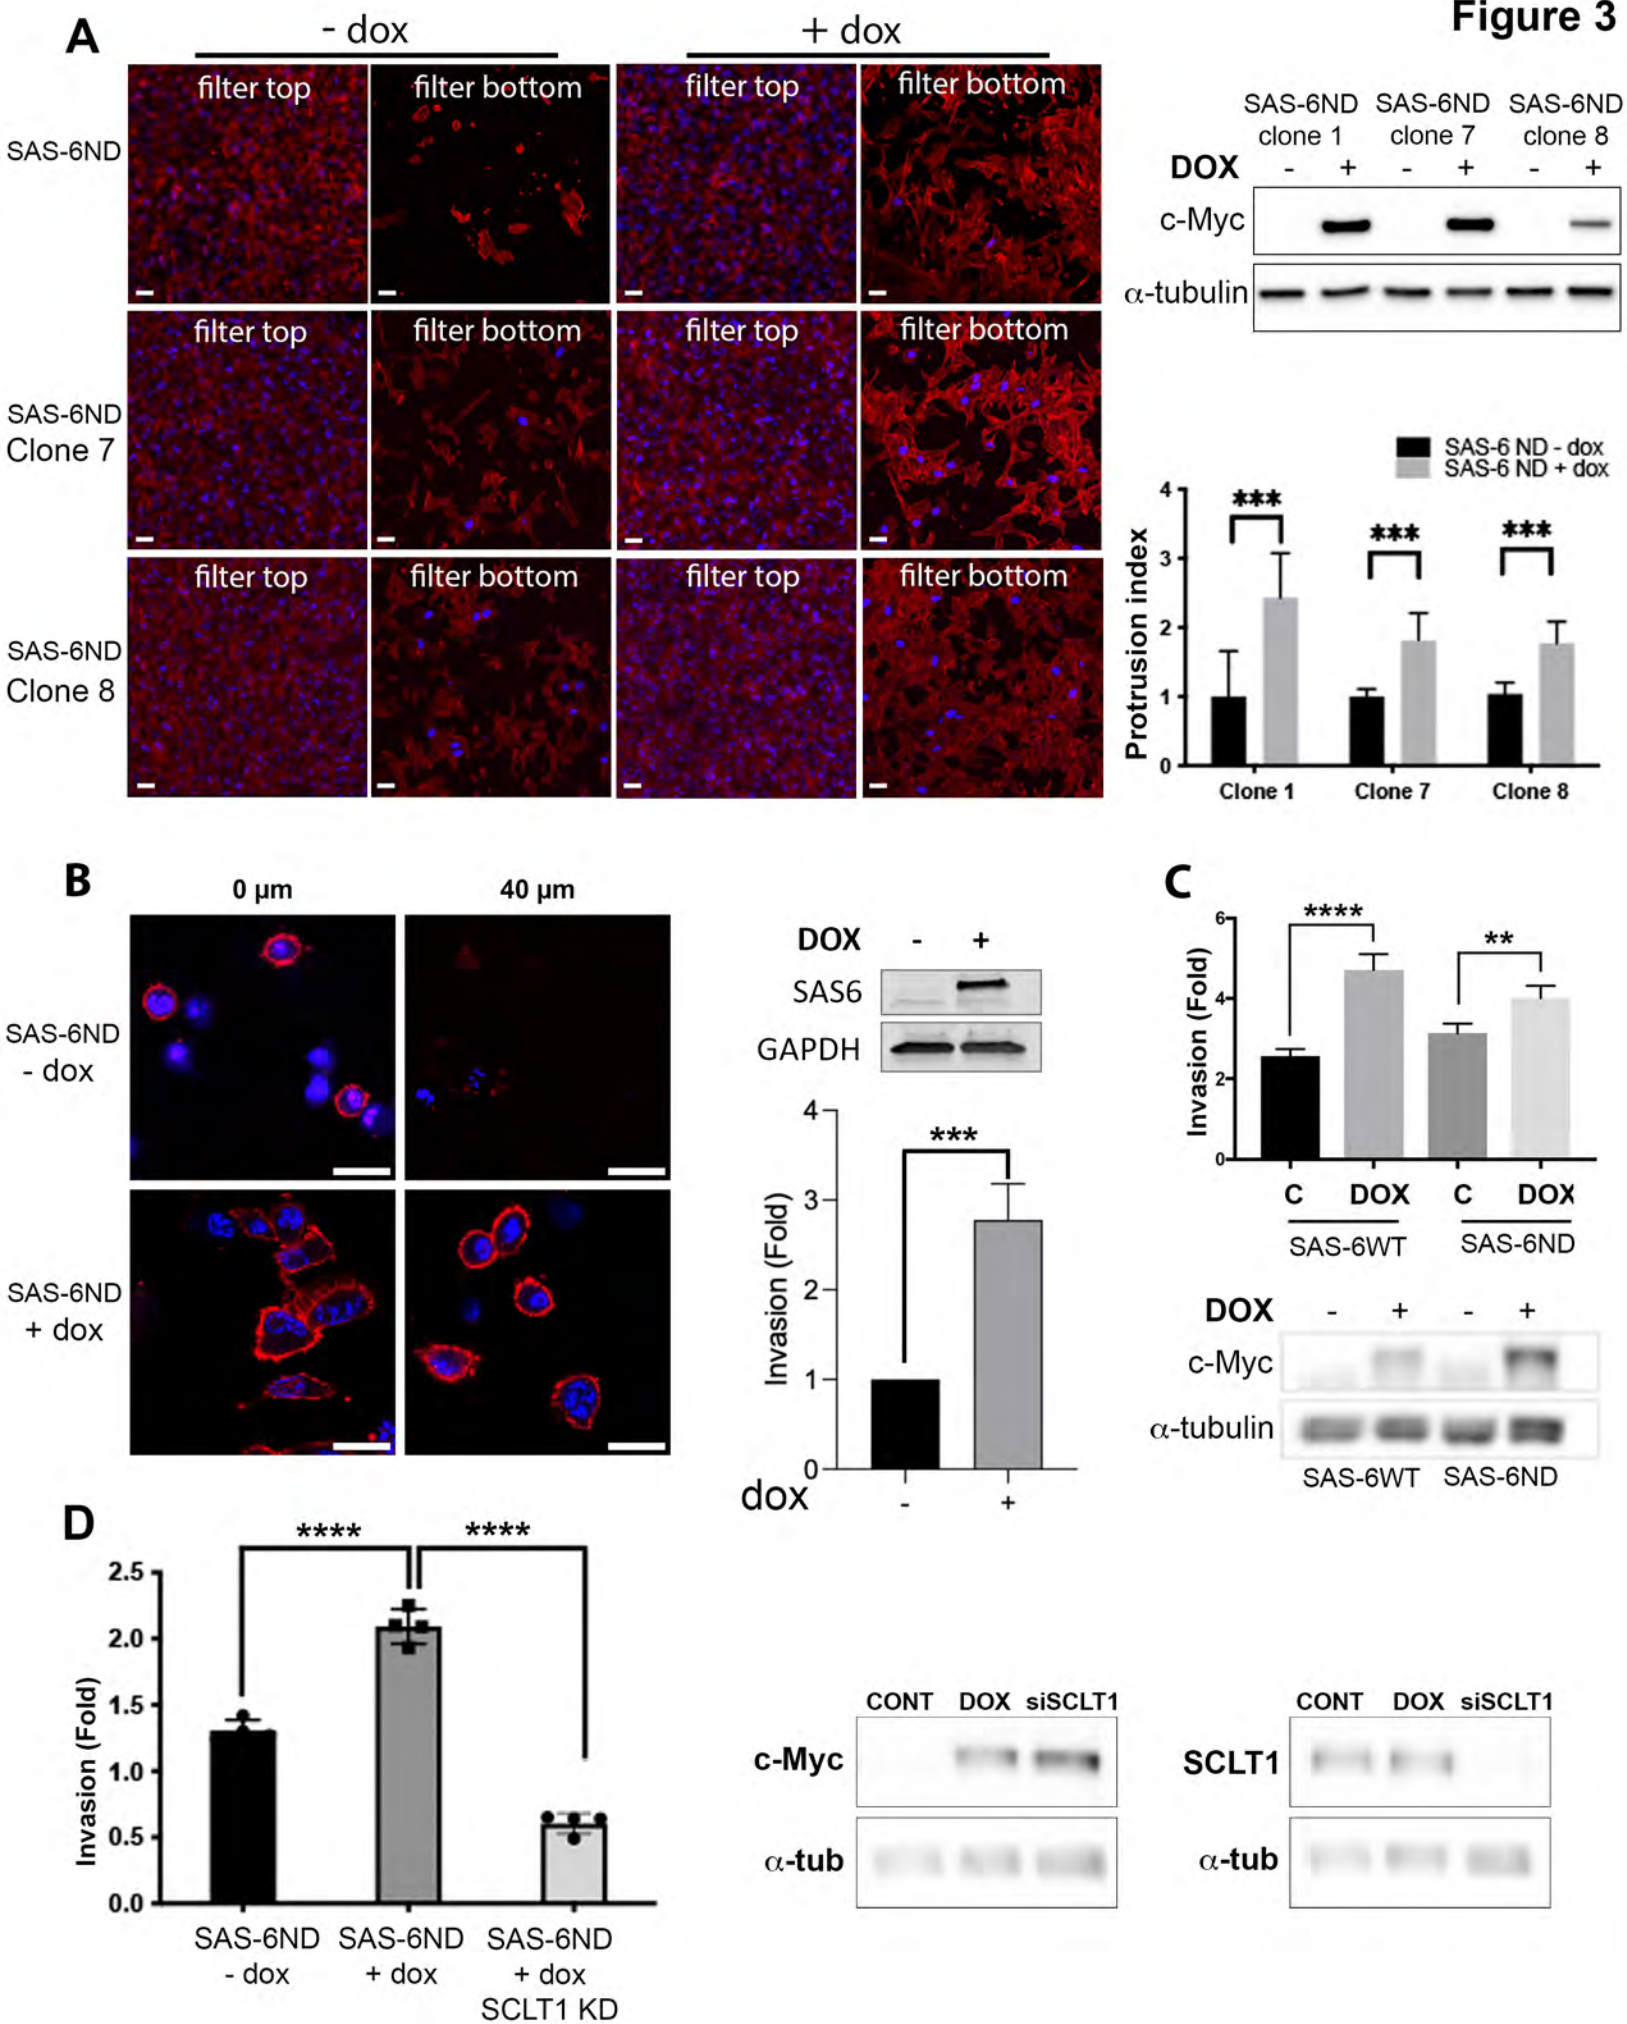 Figure 3
A
- dox
+ dox
filter top
filter bottom
filter top
filter bottom
SAS-6ND
filter top
filter bottom
filter top
filter bottom
SAS-6ND
Clone 7
filter top
filter bottom
filter top
filter bottom
SAS-6ND
Clone 8
SAS-6ND SAS-6ND SAS-6ND
clone 1 clone 7 clone 8
DOX - + - + - +
c-Myc
α-tubulin
SAS-6 ND - dox
SAS-6 ND + dox
Protrusion index
4
3
2
1
0
*** *** ***
Clone 1 Clone 7 Clone 8
B
0 µm 40 µm
SAS-6ND
- dox
SAS-6ND
+ dox
DOX - +
SAS6
GAPDH
Invasion (Fold)
4
3
2
1
0
***
dox - +
C
Invasion (Fold)
6
4
2
0
**** **
C DOX C DOX
SAS-6WT SAS-6ND
DOX - + - +
c-Myc
α-tubulin
SAS-6WT SAS-6ND
D
Invasion (Fold)
2.5
2.0
1.5
1.0
0.5
0.0
**** ****
SAS-6ND SAS-6ND SAS-6ND
- dox + dox + dox
SCLT1 KD
CONT DOX siSCLT1
c-Myc
α-tub
CONT DOX siSCLT1
SCLT1
α-tub